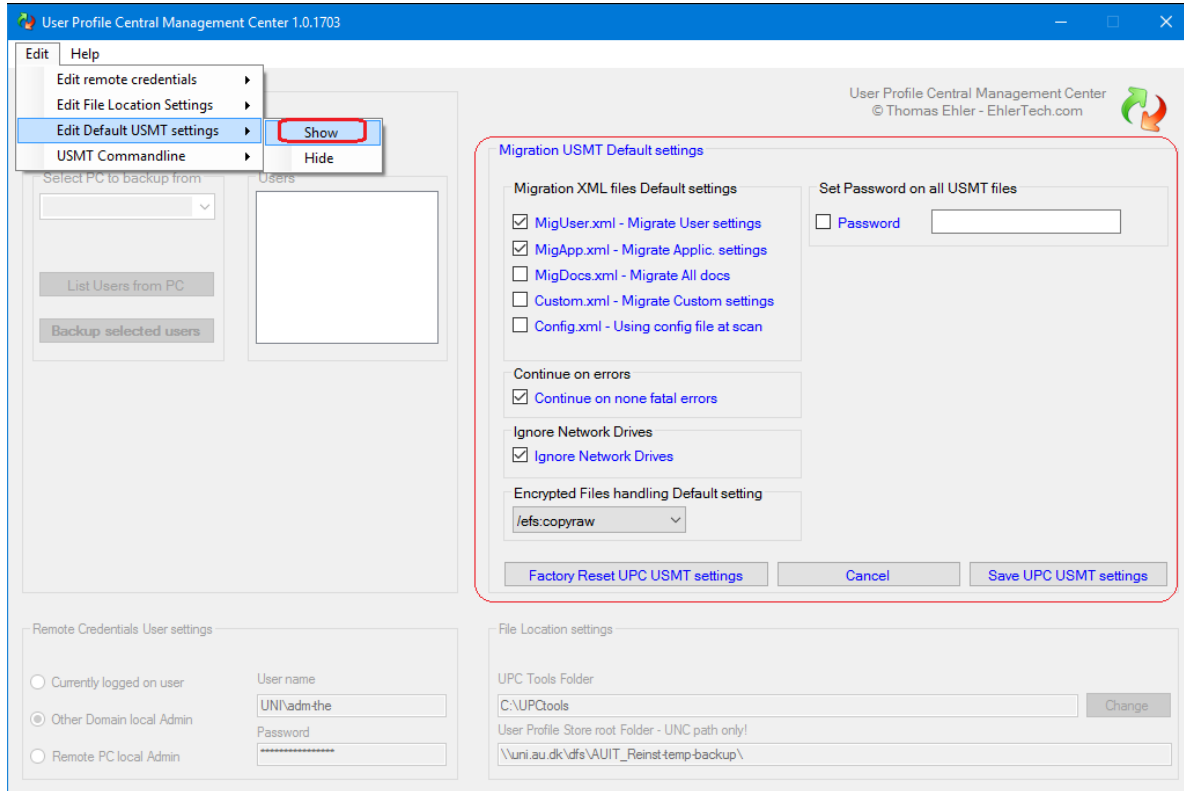 User Profile Central Management Center 1.0.1703
Edit Help
Edit remote credentials
Edit File Location Settings
Edit Default USMT settings
USMT Commandline
Show
Hide
User Profile Central Management Center
© Thomas Ehler - EhlerTech.com
Select PC to backup from
Users
List Users from PC
Backup selected users
Migration USMT Default settings
Migration XML files Default settings
MigUser.xml - Migrate User settings
MigApp.xml - Migrate Applic. settings
MigDocs.xml - Migrate All docs
Custom.xml - Migrate Custom settings
Config.xml - Using config file at scan
Set Password on all USMT files
Password
Continue on errors
Continue on none fatal errors
Ignore Network Drives
Ignore Network Drives
Encrypted Files handling Default setting
/efs:copyraw
Factory Reset UPC USMT settings
Cancel
Save UPC USMT settings
Remote Credentials User settings
Currently logged on user
Other Domain local Admin
Remote PC local Admin
User name
UNI\adm-the
Password
****************
File Location settings
UPC Tools Folder
C:\UPCtools
Change
User Profile Store root Folder - UNC path only!
\\uni.au.dk\dfs\AUIT_Reinst-temp-backup\